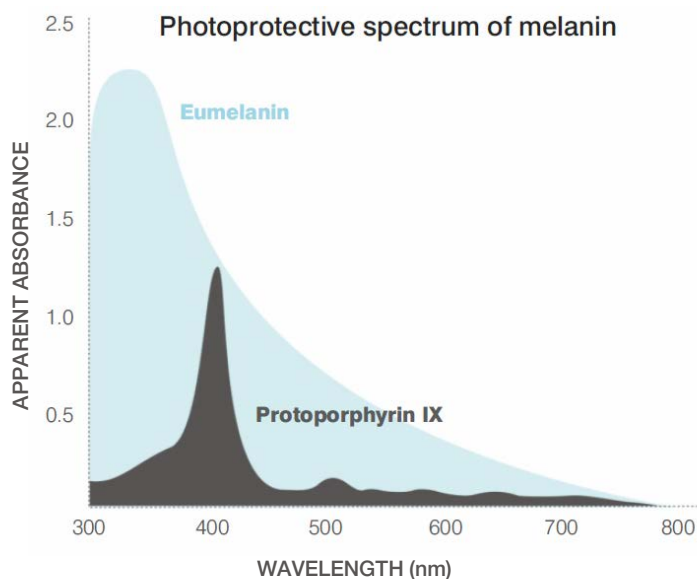 Photoprotective spectrum of melanin
2.5
Eumelanin
2.0
1.5
1.0
0.5
APPARENT ABSORBANCE
Protoporphyrin IX
300 400 500 600 700 800
WAVELENGTH (nm)